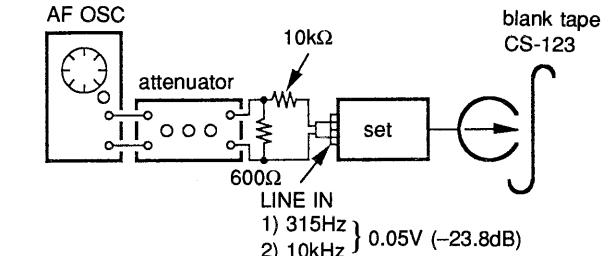 AF OSC
blank tape
CS-123
10kΩ
attenuator
set
600Ω
LINE IN
1) 315Hz
2) 10kHz
0.05V (–23.8dB)